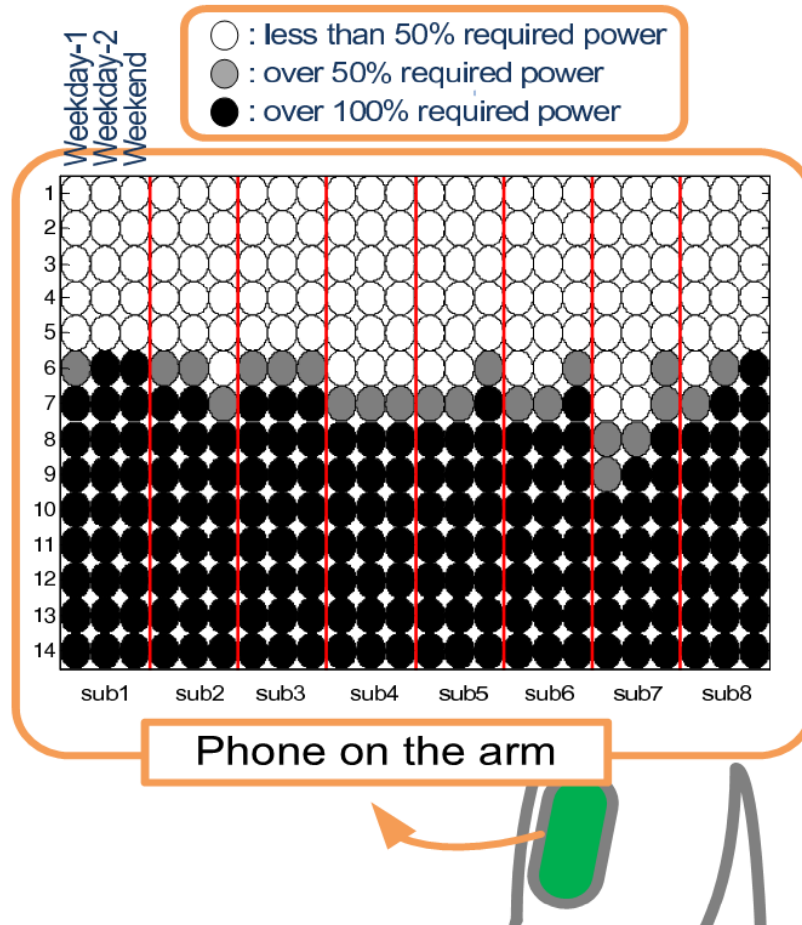 : less than 50% required power
: over 50% required power
: over 100% required power
Weekday-1
Weekday-2
Weekend
1
2
3
4
5
6
7
8
9
10
11
12
13
14
sub1 sub2 sub3 sub4 sub5 sub6 sub7 sub8
Phone on the arm